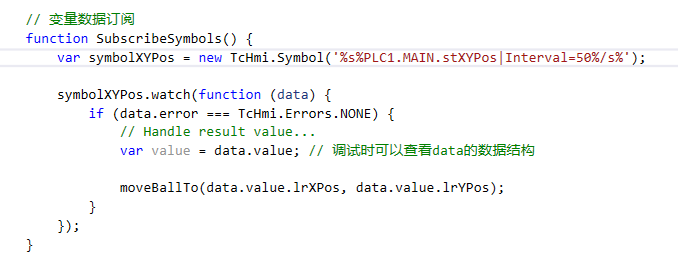 // 变量数据订阅
function SubscribeSymbols() {
    var symbolXYPos = new TcHmi.Symbol('%s%PLC1.MAIN.stXYPos|Interval=50%/s%');
    symbolXYPos.watch(function (data) {
        if (data.error === TcHmi.Errors.NONE) {
            // Handle result value...
            var value = data.value; // 调试时可以查看data的数据结构
            moveBallTo(data.value.lrXPos, data.value.lrYPos);
        }
    });
}